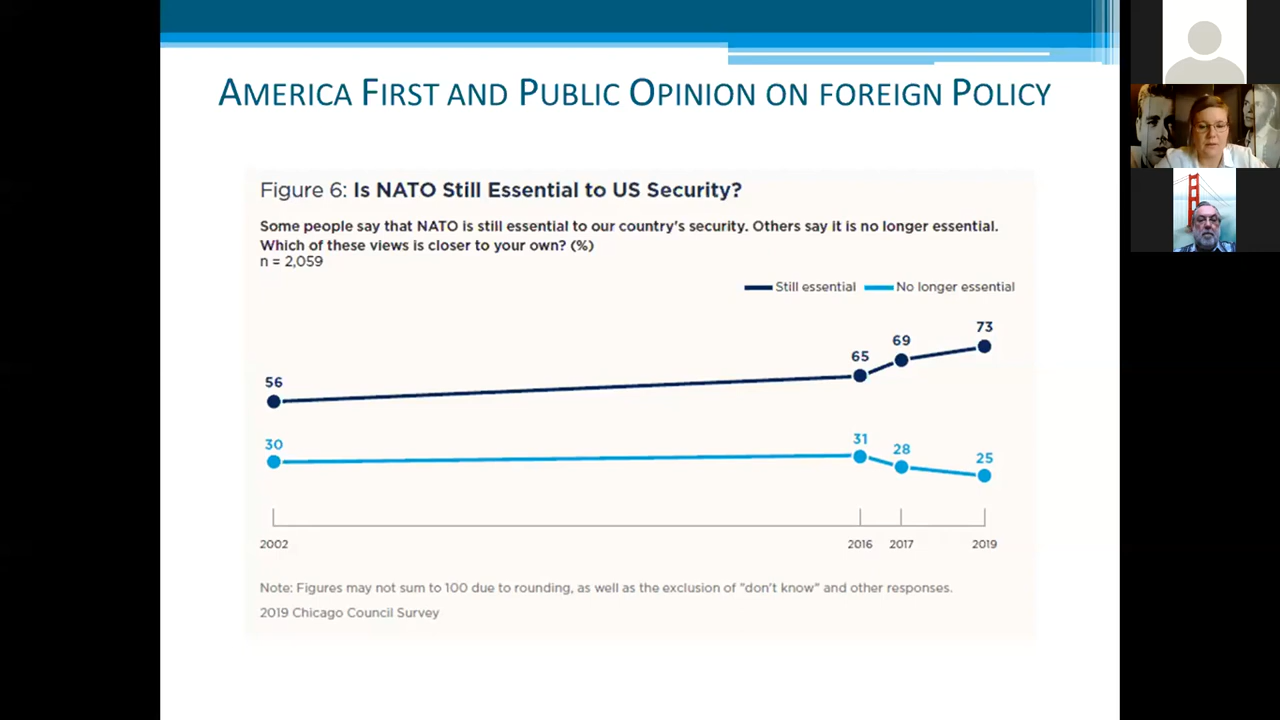 AMERICA FIRST AND PUBLIC OPINION ON FOREIGN POLICY
Figure 6: Is NATO Still Essential to US Security?
Some people say that NATO is still essential to our country's security. Others say it is no longer essential.
Which of these views is closer to your own? (%)
n = 2,059
Still essential No longer essential
73
69
65
56
31
30
28
25
2002 2016 2017 2019
Note: Figures may not sum to 100 due to rounding, as well as the exclusion of "don't know" and other responses.
2019 Chicago Council Survey